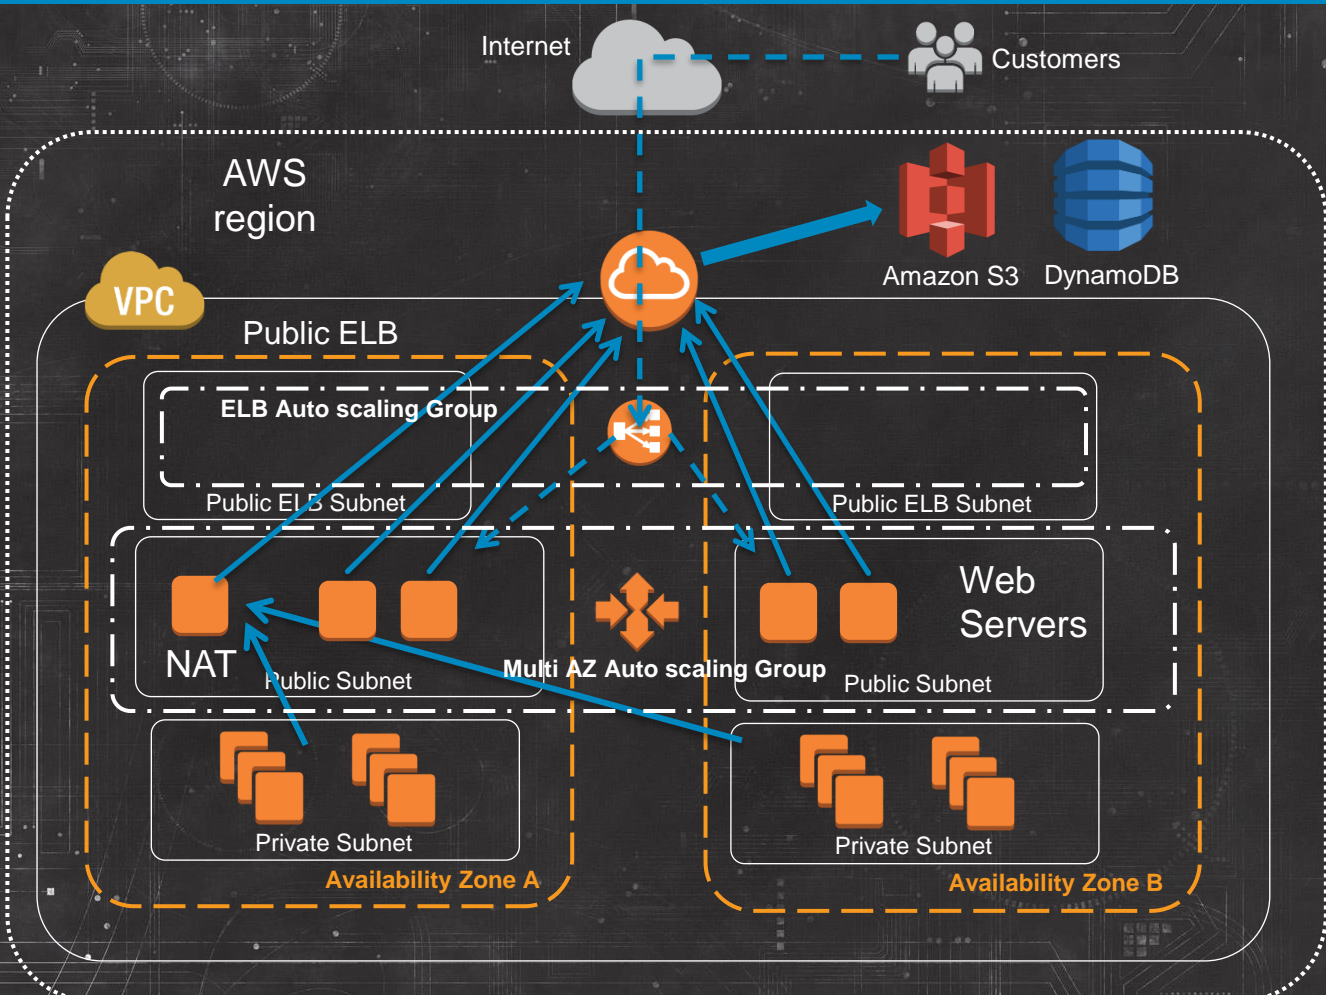 Internet
Customers
AWS
region
Amazon S3
DynamoDB
VPC
Public ELB
ELB Auto scaling Group
Public ELB Subnet
Public ELB Subnet
Web
Servers
NAT
Public Subnet
Multi AZ Auto scaling Group
Public Subnet
Private Subnet
Private Subnet
Availability Zone A
Availability Zone B